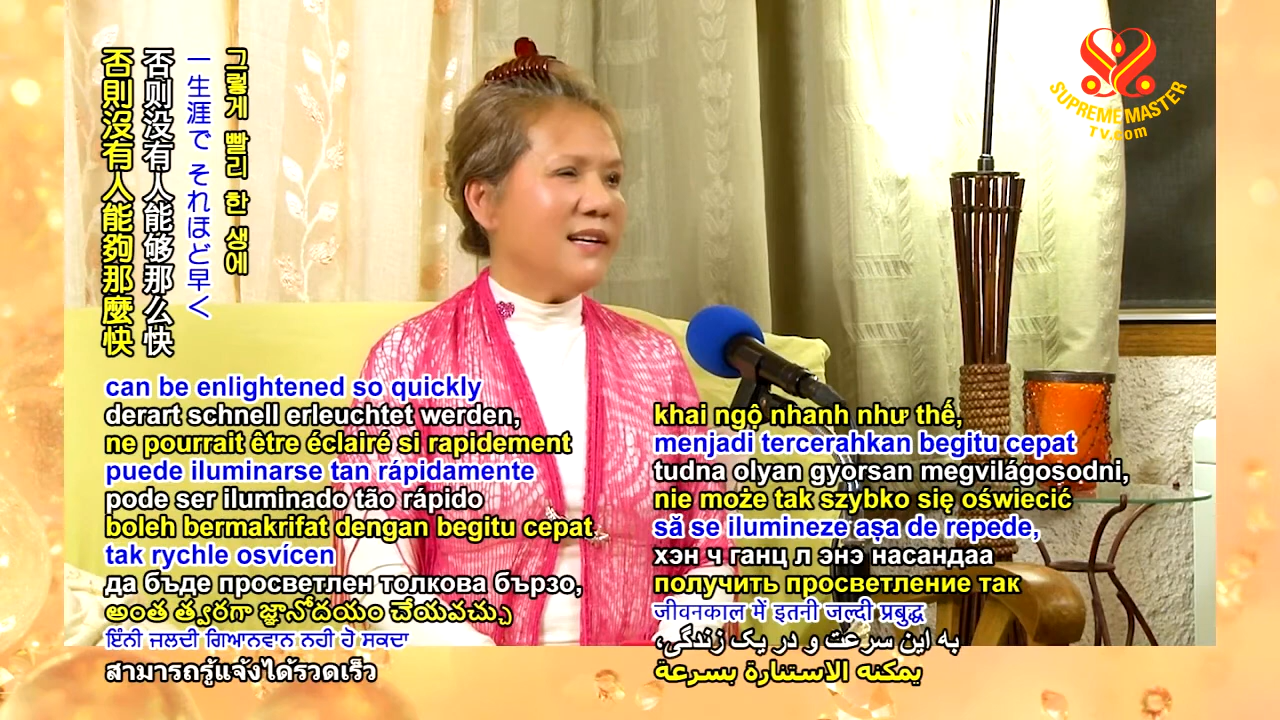 그렇게 빨리 한 생에
一生涯で それほど早く
否则没有人能够那么快
否則沒有人能夠那麼快
SUPREME MASTER
TV.com
can be enlightened so quickly
derart schnell erleuchtet werden,
ne pourrait être éclairé si rapidement
puede iluminarse tan rápidamente
pode ser iluminado tão rápido
boleh bermakrifat dengan begitu cepat
tak rychle osvícen
да бъде просветлен толкова бързо,
అంత త్వరగా జ్ఞానోదయం చేయవచ్చు
ਇੰਨੀ ਜਲਦੀ ਗਿਆਨਵਾਨ ਨਹੀ ਹੋ ਸਕਦਾ
สามารถรู้แจ้งได้รวดเร็ว
khai ngộ nhanh như thế,
menjadi tercerahkan begitu cepat
tudna olyan gyorsan megvilágosodni,
nie może tak szybko się oświecić
să se ilumineze așa de repede,
хэн ч ганц л энэ насандаа
получить просветление так
जीवनकाल में इतनी जल्दी प्रबुद्ध
به این سرعت و در یک زندگی،
يمكنه الاستنارة بسرعة